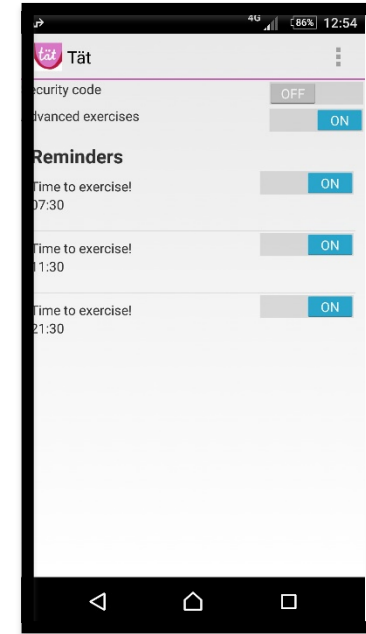 4G 86% 12:54
tät Tät
ecurity code OFF
dvanced exercises ON
Reminders
Time to exercise! ON
07:30
Time to exercise! ON
11:30
Time to exercise! ON
21:30